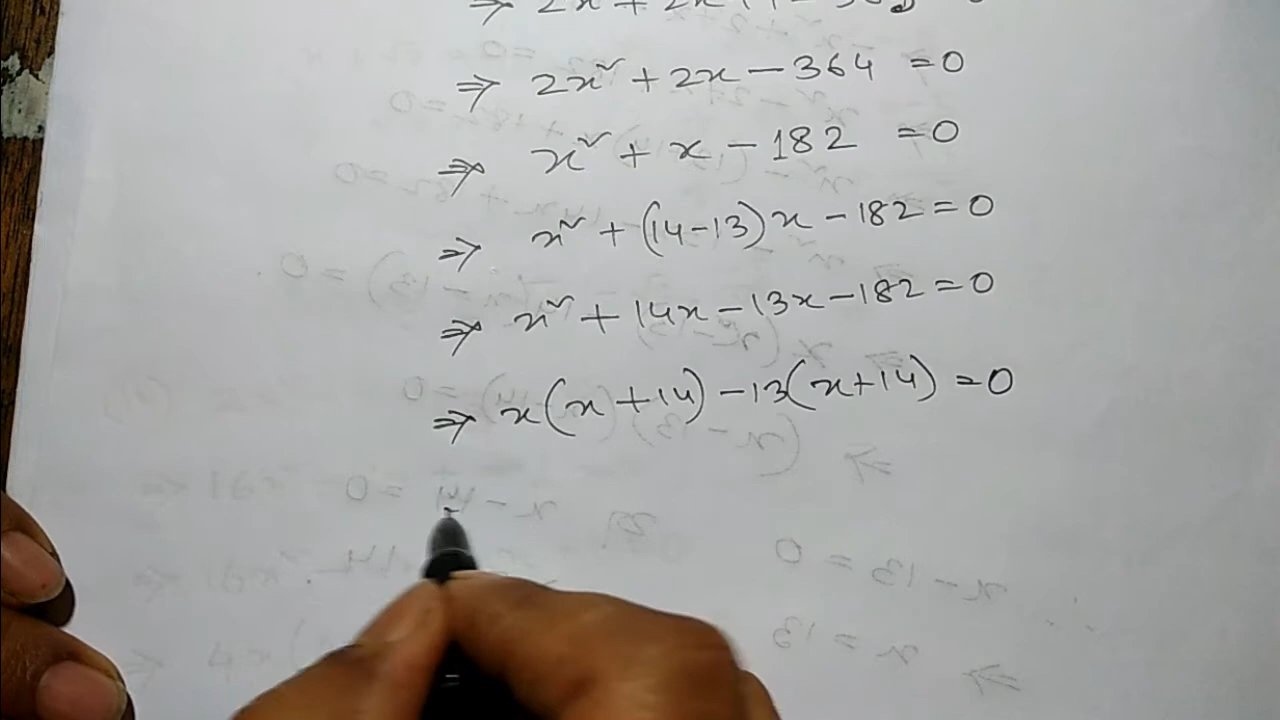 ⇒ 2x² + 2x - 364 = 0
⇒ x² + x - 182 = 0
⇒ x² + (14-13)x - 182 = 0
⇒ x² + 14x - 13x - 182 = 0
⇒ x(x+14) - 13(x+14) = 0